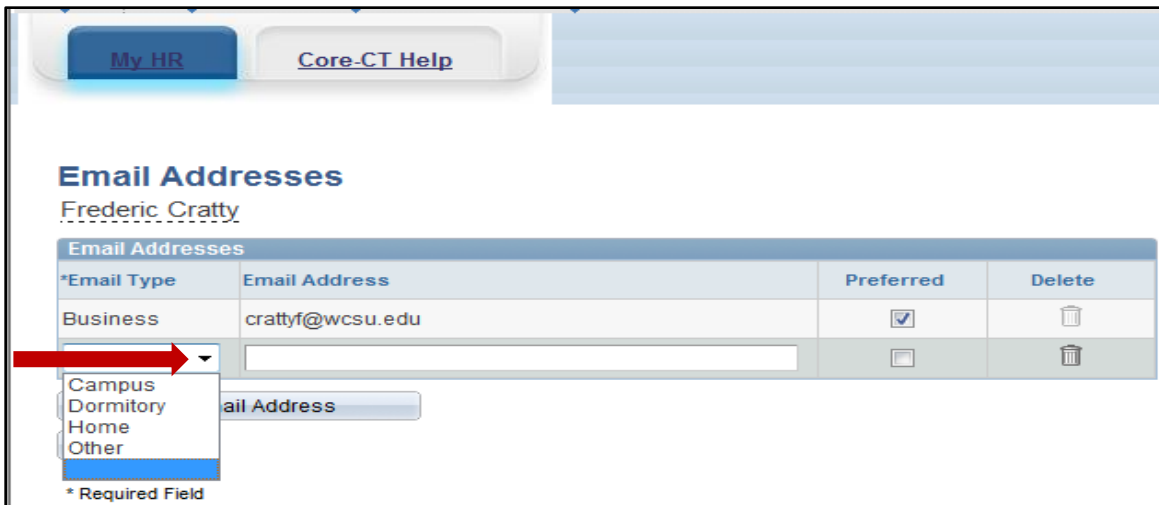 My HR Core-CT Help
Email Addresses
Frederic Cratty
Email Addresses
*Email Type Email Address Preferred Delete
Business crattyf@wcsu.edu
Campus
Dormitory ail Address
Home
Other
* Required Field